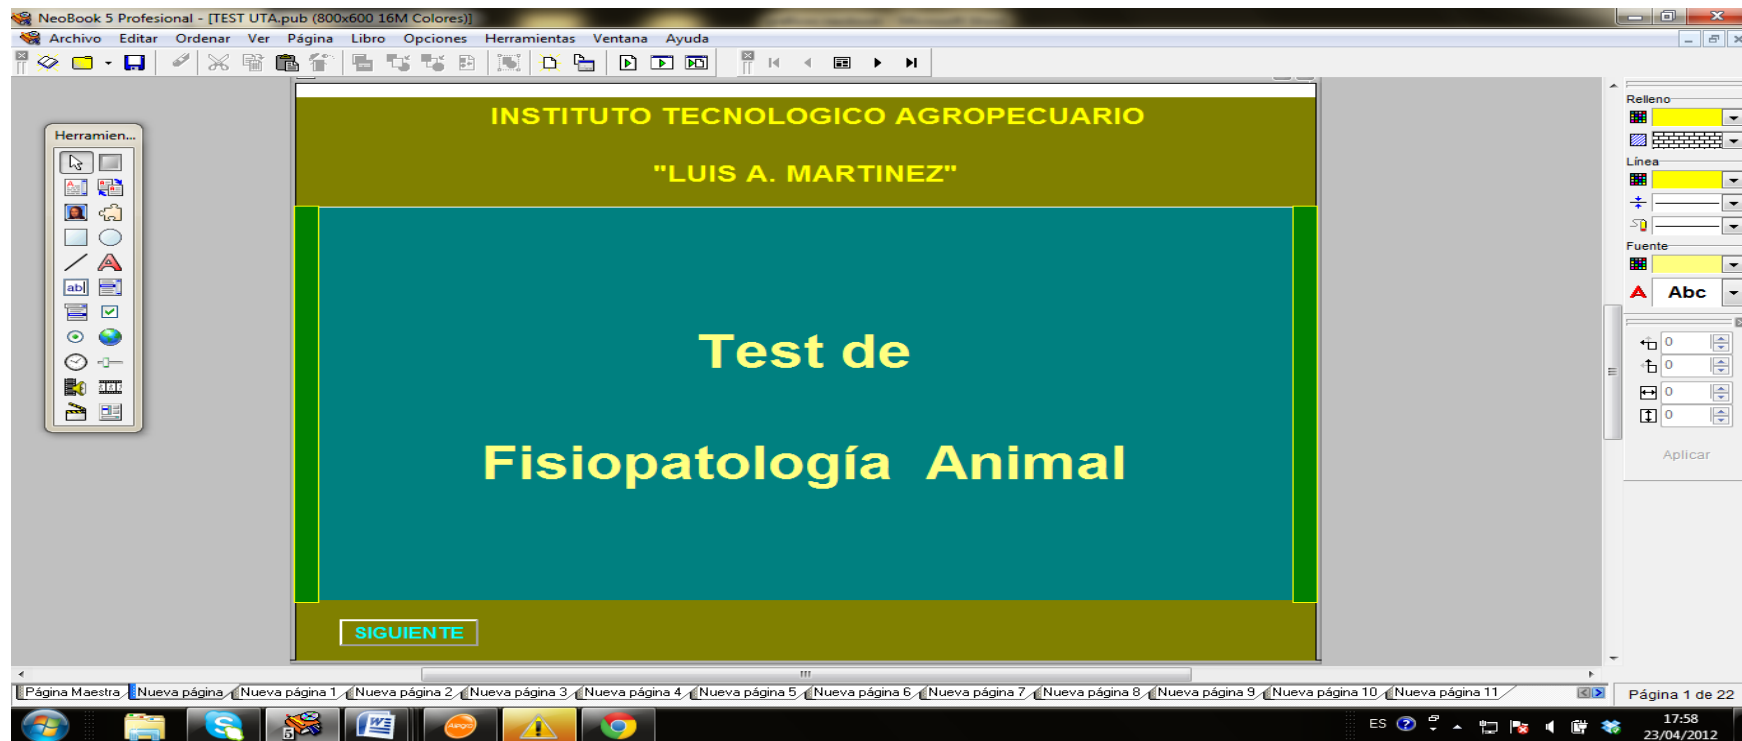 NeoBook 5 Profesional - [TEST UTA.pub (800x600 16M Colores)]
Archivo Editar Ordenar Ver Página Libro Opciones Herramientas Ventana Ayuda
Herramien...
INSTITUTO TECNOLOGICO AGROPECUARIO
"LUIS A. MARTINEZ"
Test de
Fisiopatología Animal
SIGUIENTE
Relleno
Línea
Fuente
Abc
0
0
0
0
Aplicar
Página Maestra Nueva página Nueva página 1 Nueva página 2 Nueva página 3 Nueva página 4 Nueva página 5 Nueva página 6 Nueva página 7 Nueva página 8 Nueva página 9 Nueva página 10 Nueva página 11 Página 1 de 22
ES 17:58
23/04/2012